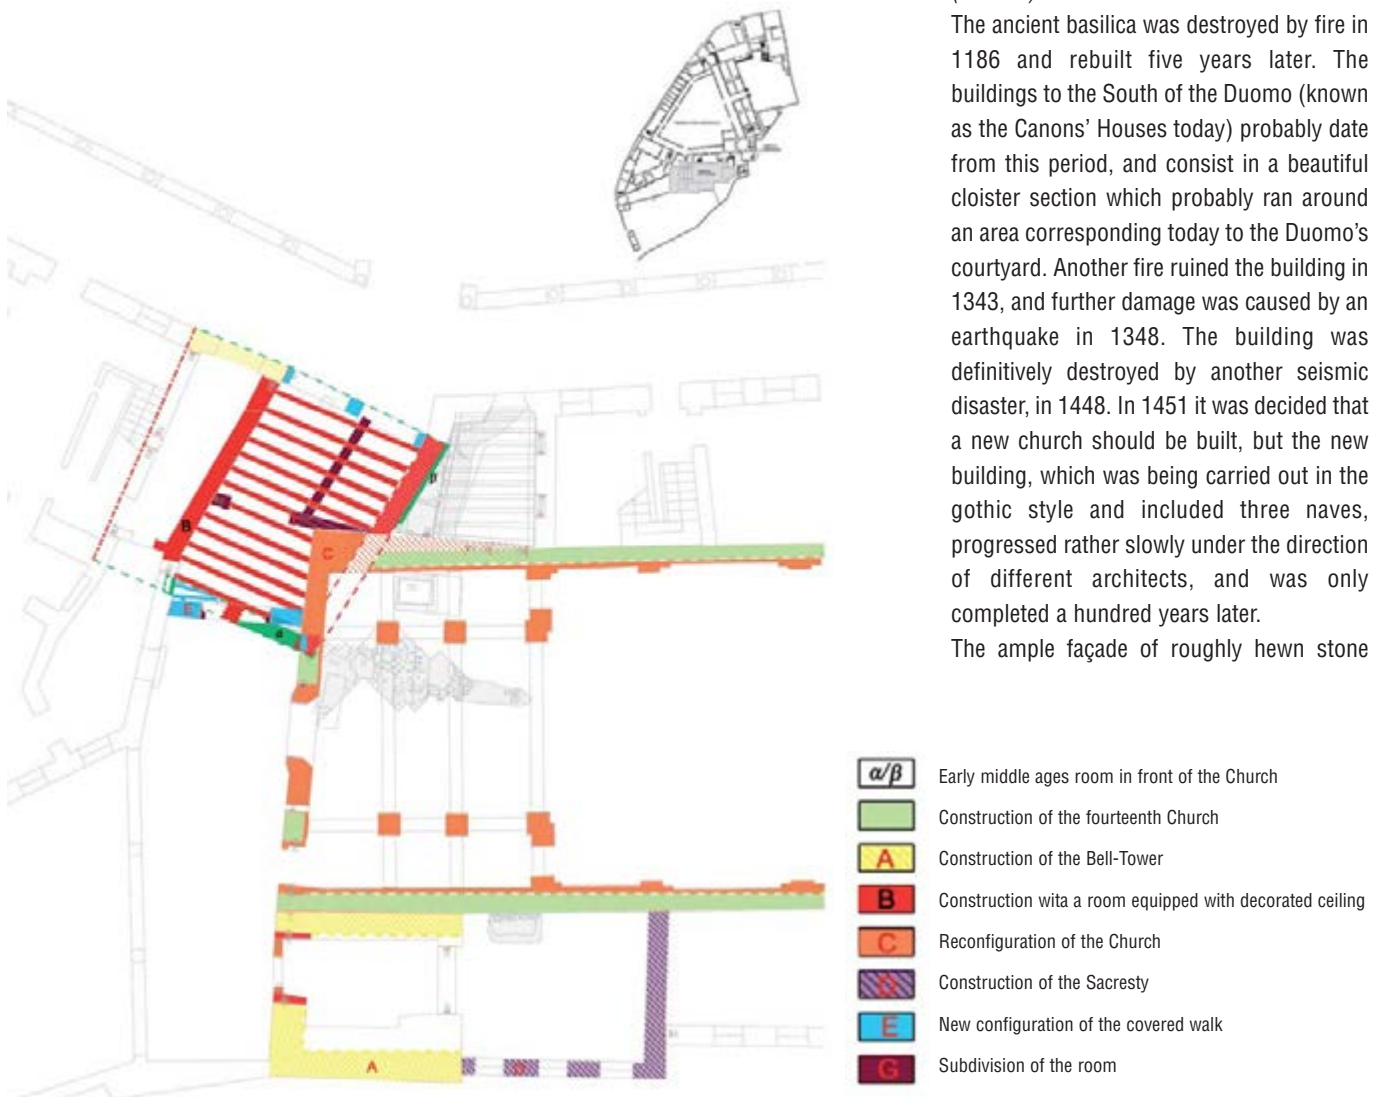 The ancient basilica was destroyed by fire in
1186 and rebuilt five years later. The
buildings to the South of the Duomo (known
as the Canons’ Houses today) probably date
from this period, and consist in a beautiful
cloister section which probably ran around
an area corresponding today to the Duomo’s
courtyard. Another fire ruined the building in
1343, and further damage was caused by an
earthquake in 1348. The building was
definitively destroyed by another seismic
disaster, in 1448. In 1451 it was decided that
a new church should be built, but the new
building, which was being carried out in the
gothic style and included three naves,
progressed rather slowly under the direction
of different architects, and was only
completed a hundred years later.
The ample façade of roughly hewn stone
B
β
C
E
A
D
α/β Early middle ages room in front of the Church
Construction of the fourteenth Church
A Construction of the Bell-Tower
B Construction wita a room equipped with decorated ceiling
C Reconfiguration of the Church
D Construction of the Sacresty
E New configuration of the covered walk
G Subdivision of the room